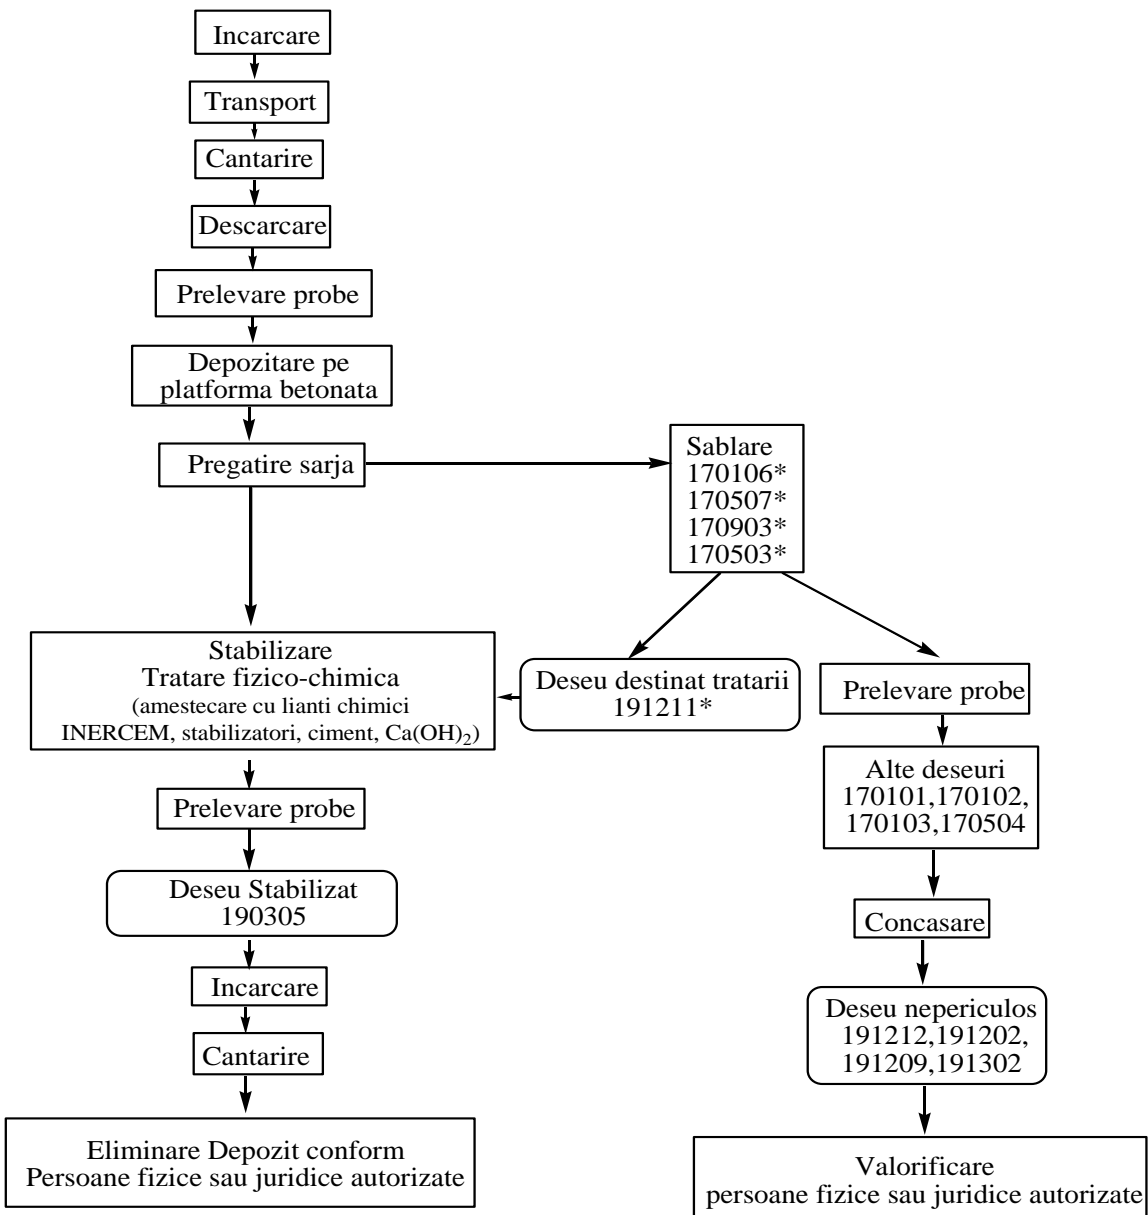 Incarcare
Transport
Cantarire
Descarcare
Prelevare probe
Depozitare pe
platforma betonata
Pregatire sarja
Sablare
170106*
170507*
170903*
170503*
Stabilizare
Tratare fizico-chimica
(amestecare cu lianti chimici
INERCEM, stabilizatori, ciment, Ca(OH)₂)
Deseu destinat tratarii
191211*
Prelevare probe
Alte deseuri
170101,170102,
170103,170504
Prelevare probe
Deseu Stabilizat
190305
Concasare
Incarcare
Deseu nepericulos
191212,191202,
191209,191302
Cantarire
Eliminare Depozit conform
Persoane fizice sau juridice autorizate
Valorificare
persoane fizice sau juridice autorizate